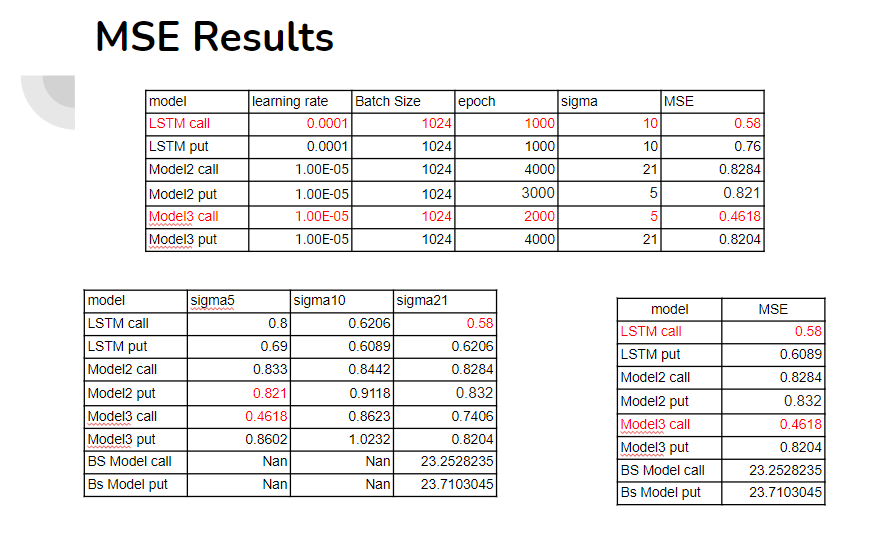 MSE Results
model learning rate Batch Size epoch sigma MSE
LSTM call 0.0001 1024 1000 10 0.58
LSTM put 0.0001 1024 1000 10 0.76
Model2 call 1.00E-05 1024 4000 21 0.8284
Model2 put 1.00E-05 1024 3000 5 0.821
Model3 call 1.00E-05 1024 2000 5 0.4618
Model3 put 1.00E-05 1024 4000 21 0.8204
model sigma5 sigma10 sigma21
LSTM call 0.8 0.6206 0.58
LSTM put 0.69 0.6089 0.6206
Model2 call 0.833 0.8442 0.8284
Model2 put 0.821 0.9118 0.832
Model3 call 0.4618 0.8623 0.7406
Model3 put 0.8602 1.0232 0.8204
BS Model call Nan Nan 23.2528235
Bs Model put Nan Nan 23.7103045
model MSE
LSTM call 0.58
LSTM put 0.6089
Model2 call 0.8284
Model2 put 0.832
Model3 call 0.4618
Model3 put 0.8204
BS Model call 23.2528235
Bs Model put 23.7103045